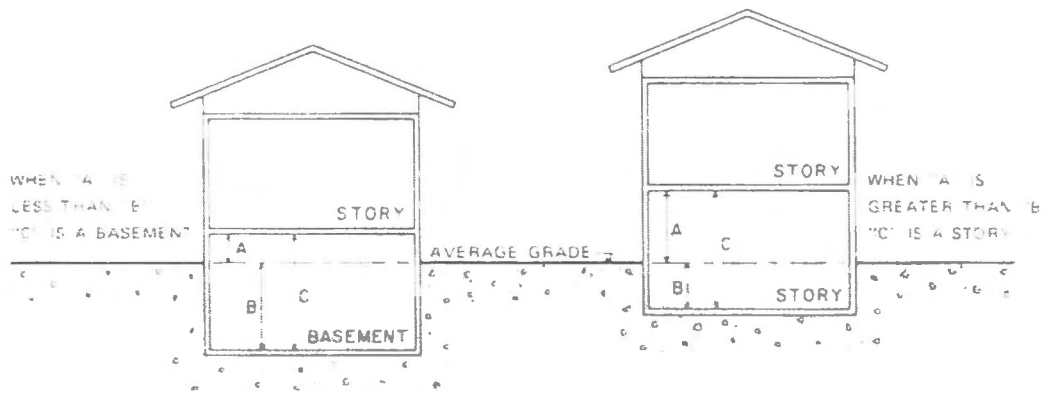 WHEN "A" IS
LESS THAN "B"
"C" IS A BASEMENT
STORY
A
B
C
BASEMENT
AVERAGE GRADE
STORY
A
C
B
STORY
WHEN "A" IS
GREATER THAN "B"
"C" IS A STORY